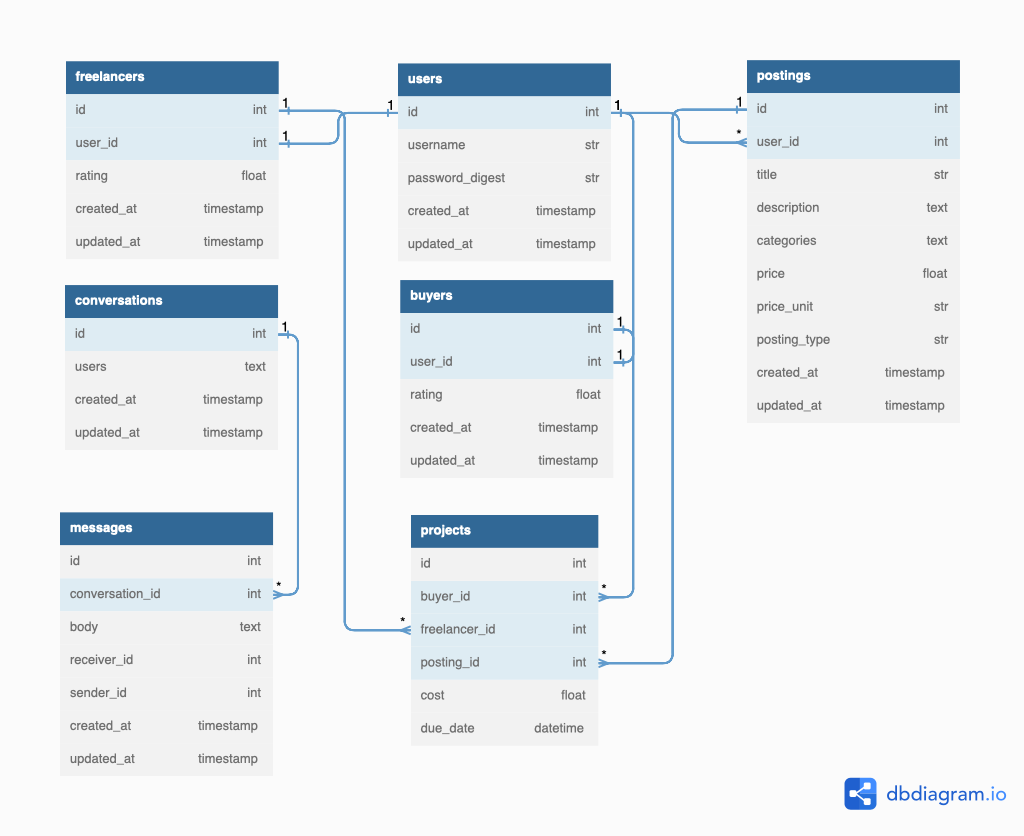 freelancers
id int
user_id int
rating float
created_at timestamp
updated_at timestamp
1
1
users
1
1
id int
username str
password_digest str
created_at timestamp
updated_at timestamp
postings
1
*
id int
user_id int
title str
description text
categories text
price float
price_unit str
posting_type str
created_at timestamp
updated_at timestamp
conversations
id int
users text
created_at timestamp
updated_at timestamp
1
buyers
id int
user_id int
rating float
created_at timestamp
updated_at timestamp
1
1
messages
id int
conversation_id int
body text
receiver_id int
sender_id int
created_at timestamp
updated_at timestamp
*
projects
id int
buyer_id int
freelancer_id int
posting_id int
cost float
due_date datetime
*
*
*
dbdiagram.io